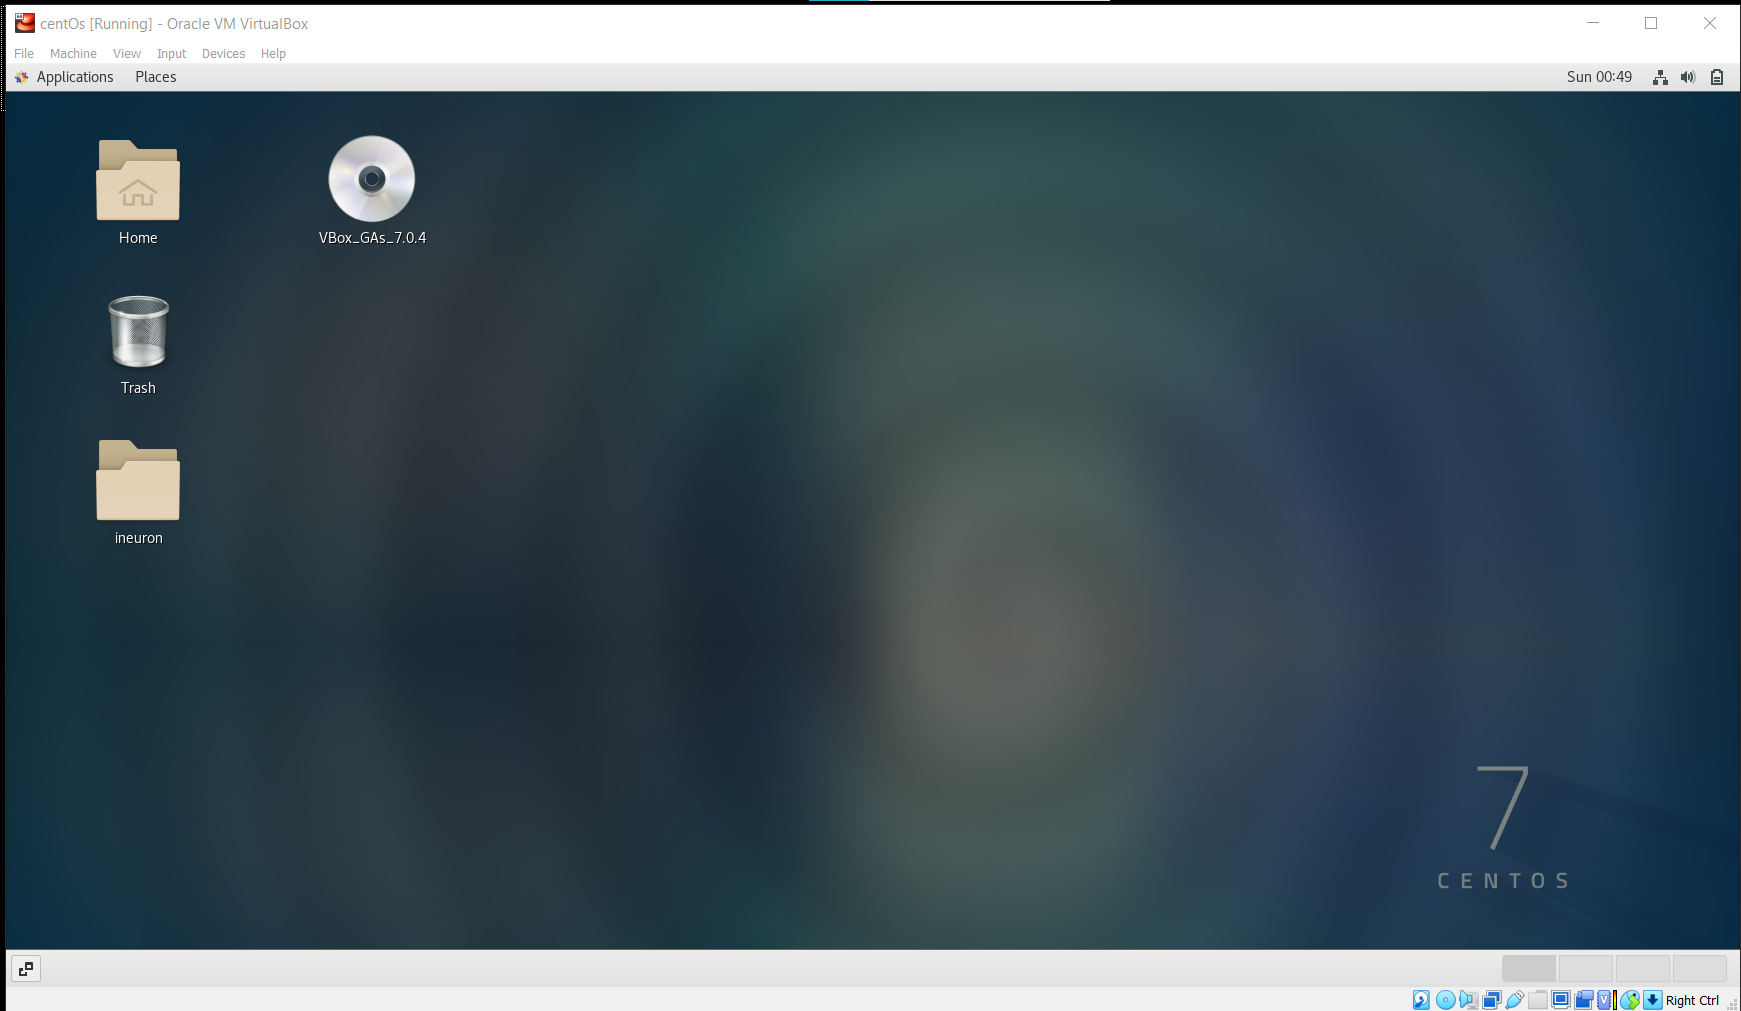 centOs [Running] - Oracle VM VirtualBox
File Machine View Input Devices Help
Applications Places Sun 00:49
Home
VBox_GAs_7.0.4
Trash
ineuron
7
CENTOS
V
Right Ctrl